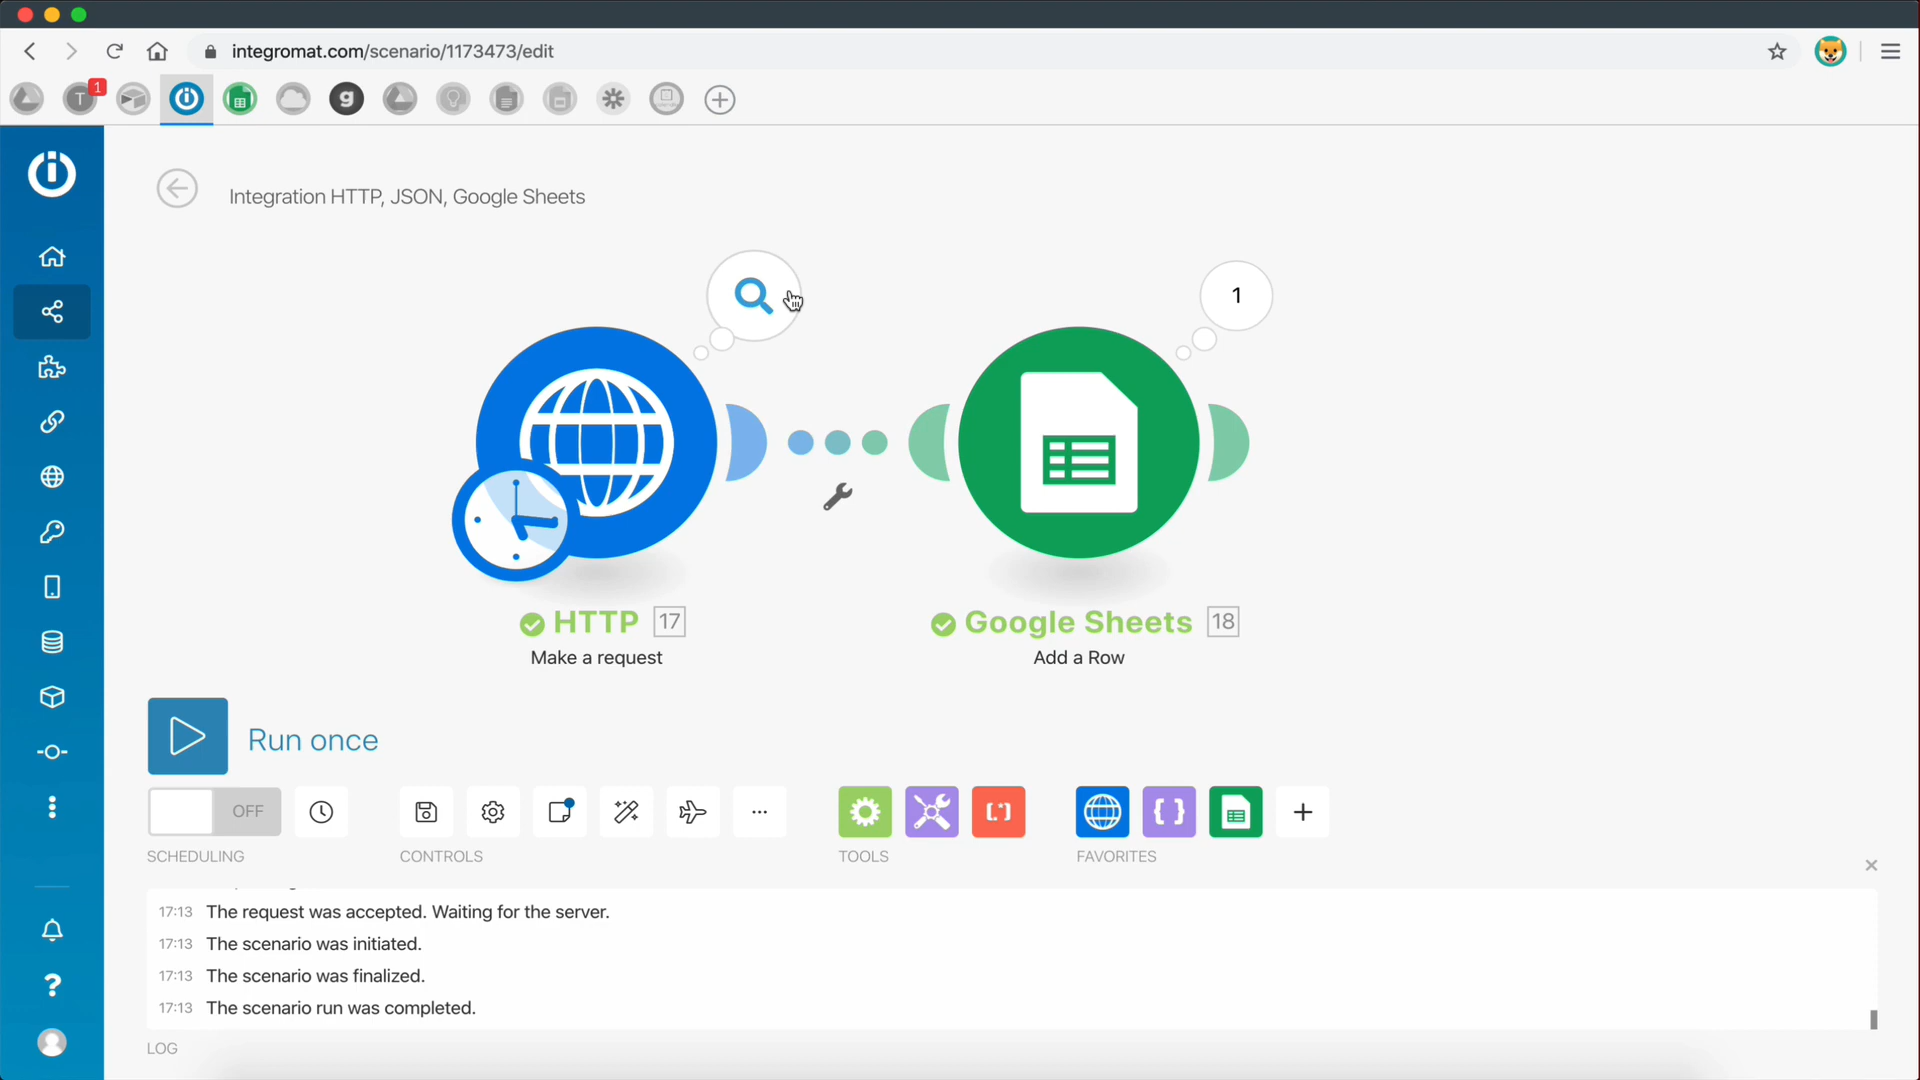 integromat.com/scenario/1173473/edit
T
1
g
Integration HTTP, JSON, Google Sheets
1
HTTP 17
Make a request
Google Sheets 18
Add a Row
Run once
OFF
SCHEDULING
CONTROLS
TOOLS
FAVORITES
17:13 The request was accepted. Waiting for the server.
17:13 The scenario was initiated.
17:13 The scenario was finalized.
17:13 The scenario run was completed.
LOG